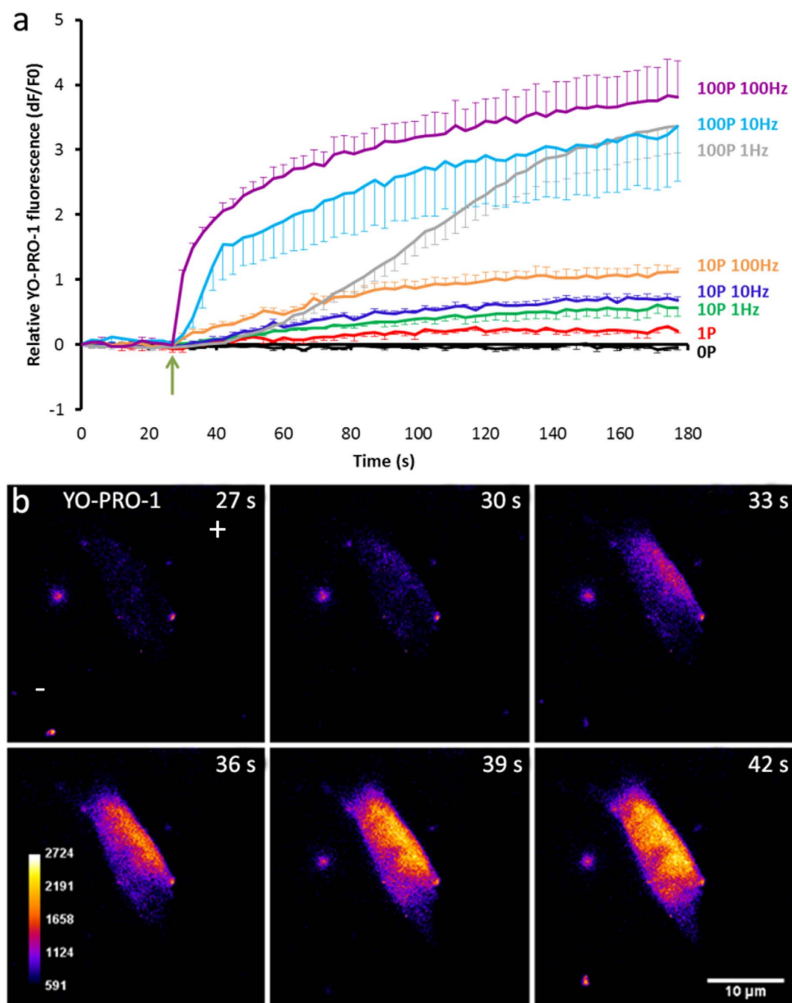 a
Relative YO-PRO-1 fluorescence (dF/F0)
5
4
3
2
1
0
-1
0 20 40 60 80 100 120 140 160 180
Time (s)
100P 100Hz
100P 10Hz
100P 1Hz
10P 100Hz
10P 10Hz
10P 1Hz
1P
0P
b YO-PRO-1 27 s
+
-
30 s
33 s
36 s
2724
2191
1658
1124
591
39 s
42 s
10 µm